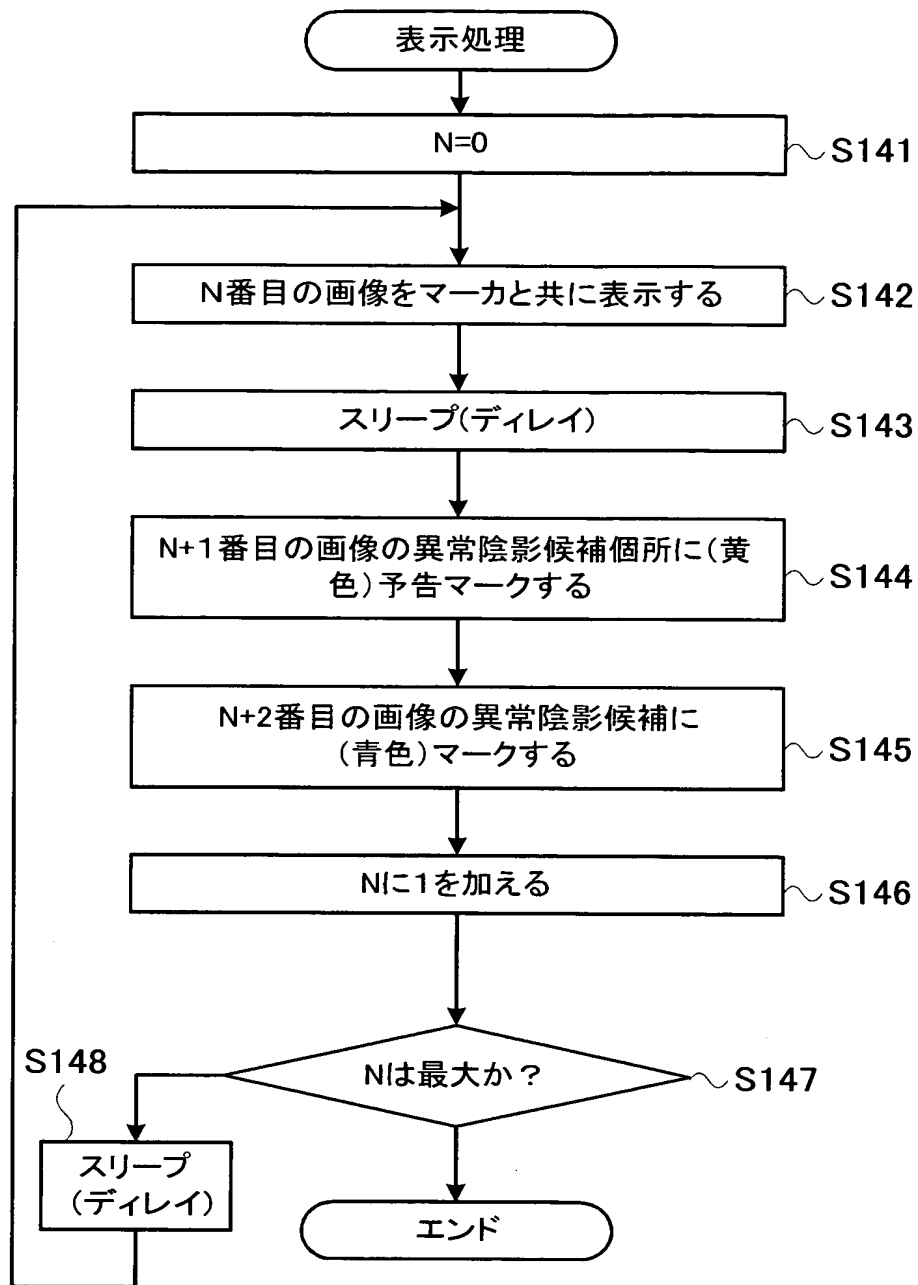 表示処理
N=0
S141
N番目の画像をマーカと共に表示する
S142
スリープ(ディレイ)
S143
N+1番目の画像の異常陰影候補個所に(黄
色)予告マークする
S144
N+2番目の画像の異常陰影候補に
(青色)マークする
S145
Nに1を加える
S146
Nは最大か？
S147
S148
スリープ
(ディレイ)
エンド